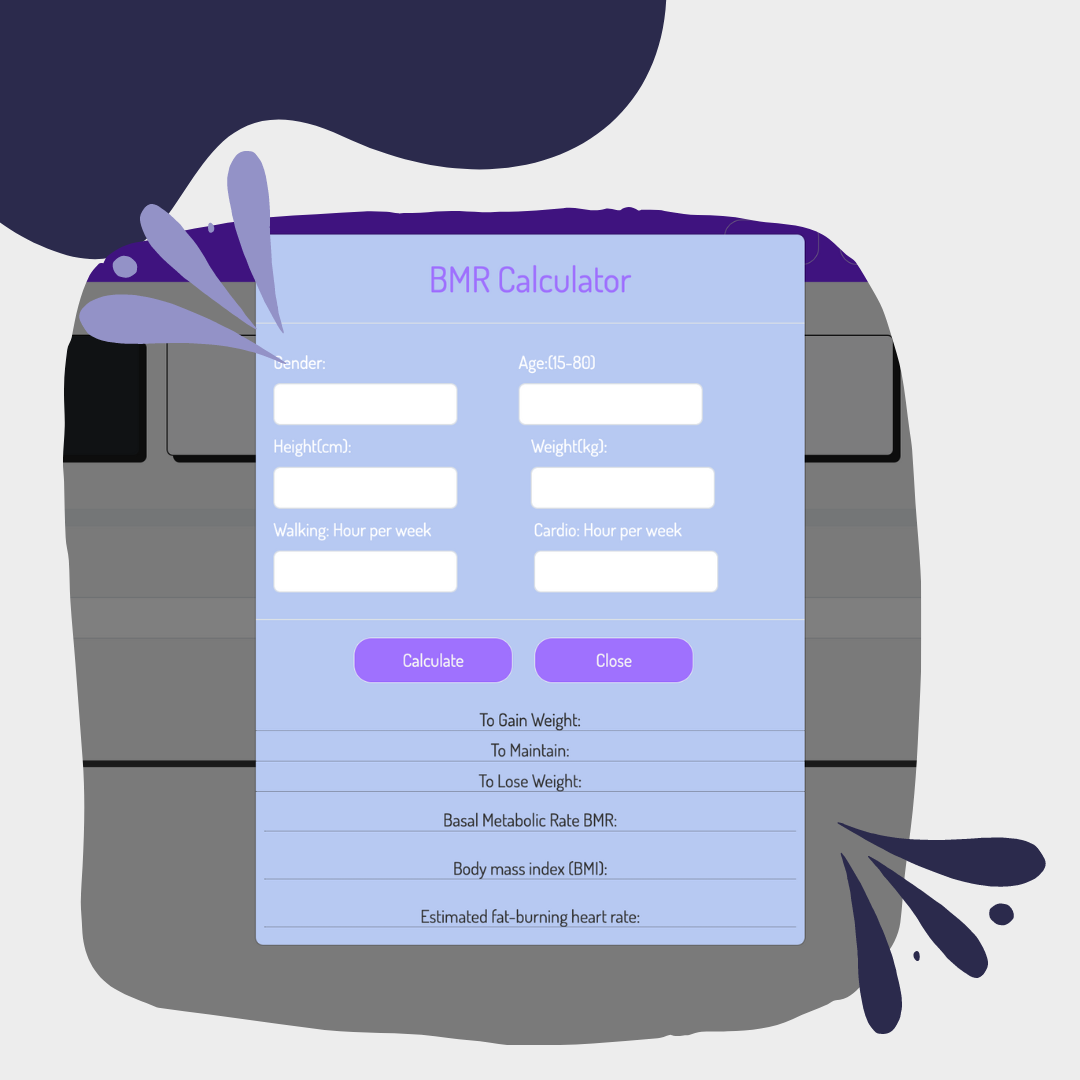 BMR Calculator
Gender: Age:(15-80)
Height(cm): Weight(kg):
Walking: Hour per week Cardio: Hour per week
Calculate Close
To Gain Weight:
To Maintain:
To Lose Weight:
Basal Metabolic Rate BMR:
Body mass index (BMI):
Estimated fat-burning heart rate: